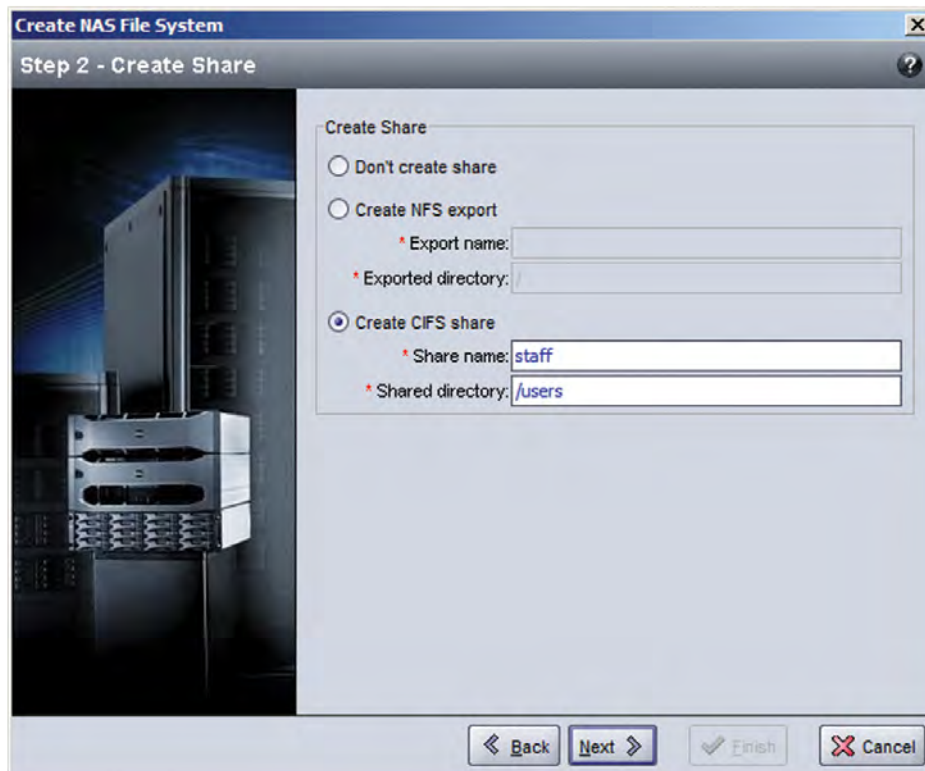 Create NAS File System
Step 2 - Create Share
?
Create Share
Don't create share
Create NFS export
* Export name:
* Exported directory: /
Create CIFS share
* Share name: staff
* Shared directory: /users
Back Next Finish Cancel